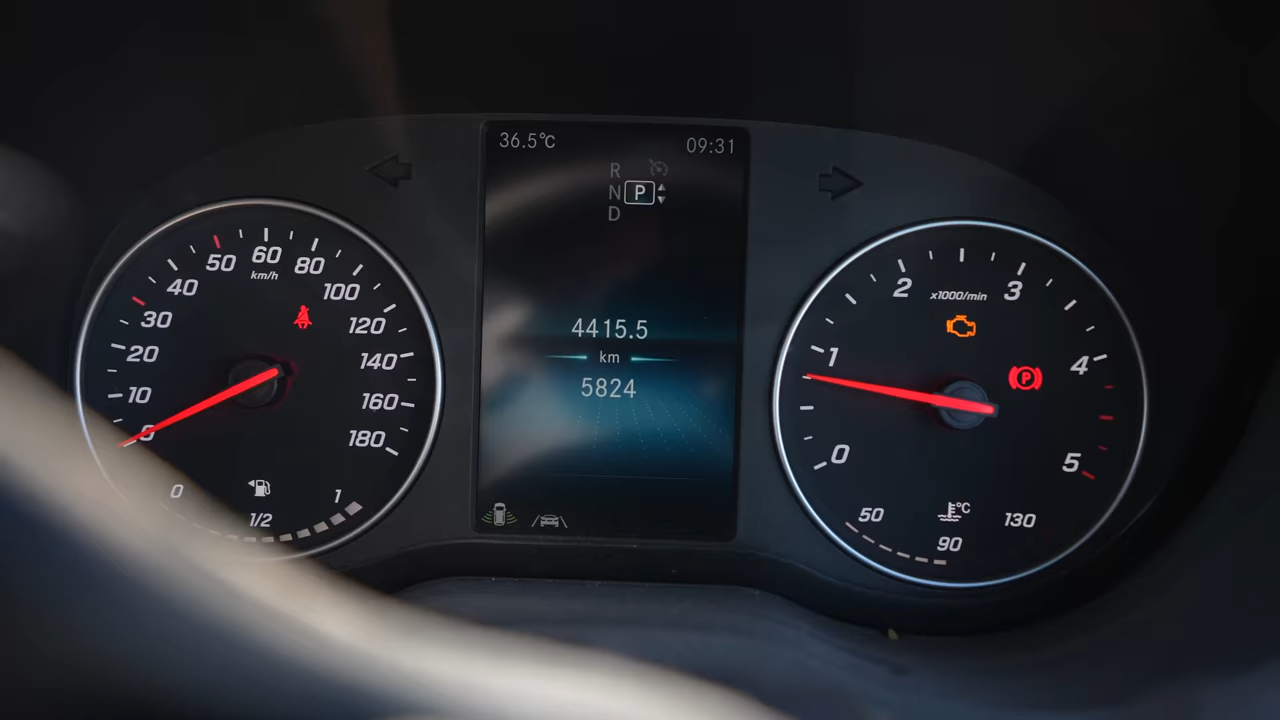 36.5℃ 09:31
R
N P
D
0 10 20 30 40 50 60 80 100 120 140 160 180
km/h
0 1/2 1
4415.5
km
5824
0 1 2 3 4 5
x1000/min
P
℃
50 90 130